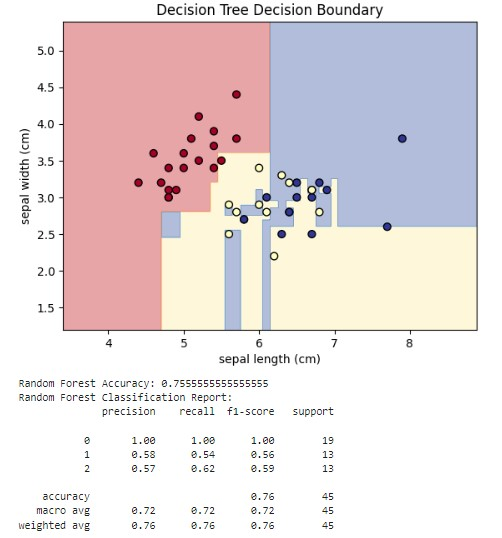 Decision Tree Decision Boundary
5.0
4.5
4.0
3.5
3.0
2.5
2.0
1.5
sepal width (cm)
4 5 6 7 8
sepal length (cm)
Random Forest Accuracy: 0.7555555555555555
Random Forest Classification Report:
precision recall f1-score support
0 1.00 1.00 1.00 19
1 0.58 0.54 0.56 13
2 0.57 0.62 0.59 13
accuracy 0.76 45
macro avg 0.72 0.72 0.72 45
weighted avg 0.76 0.76 0.76 45